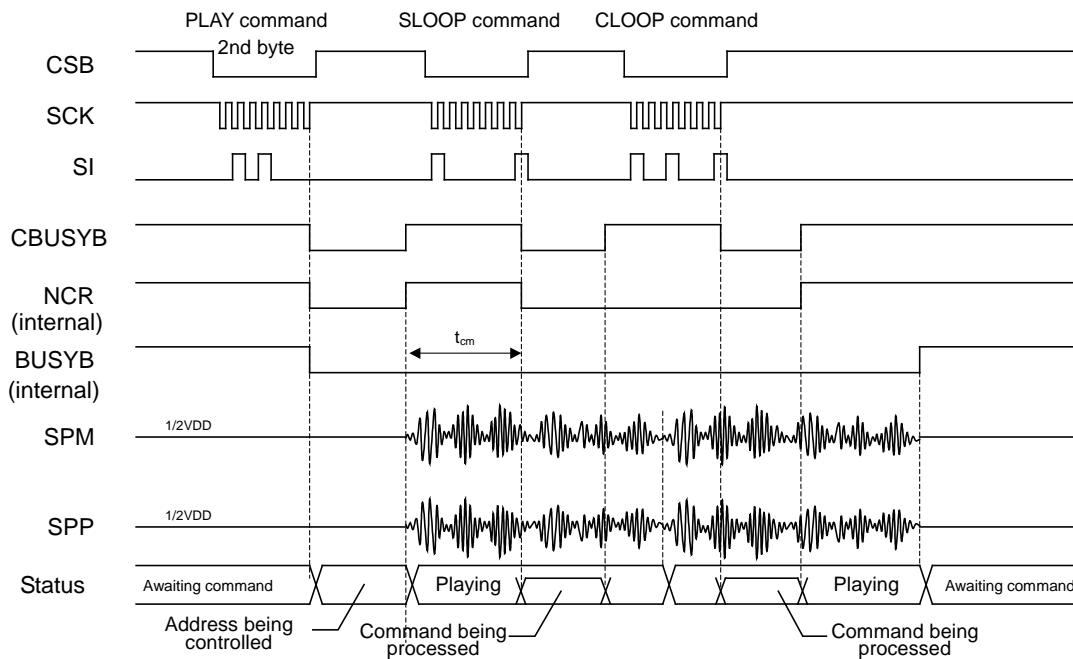 PLAY command
2nd byte
SLOOP command
CLOOP command
CSB
SCK
SI
CBUSYB
NCR
(internal)
tcm
BUSYB
(internal)
SPM
1/2VDD
SPP
1/2VDD
Status
Awaiting command
Playing
Playing
Awaiting command
Address being
controlled
Command being
processed
Command being
processed